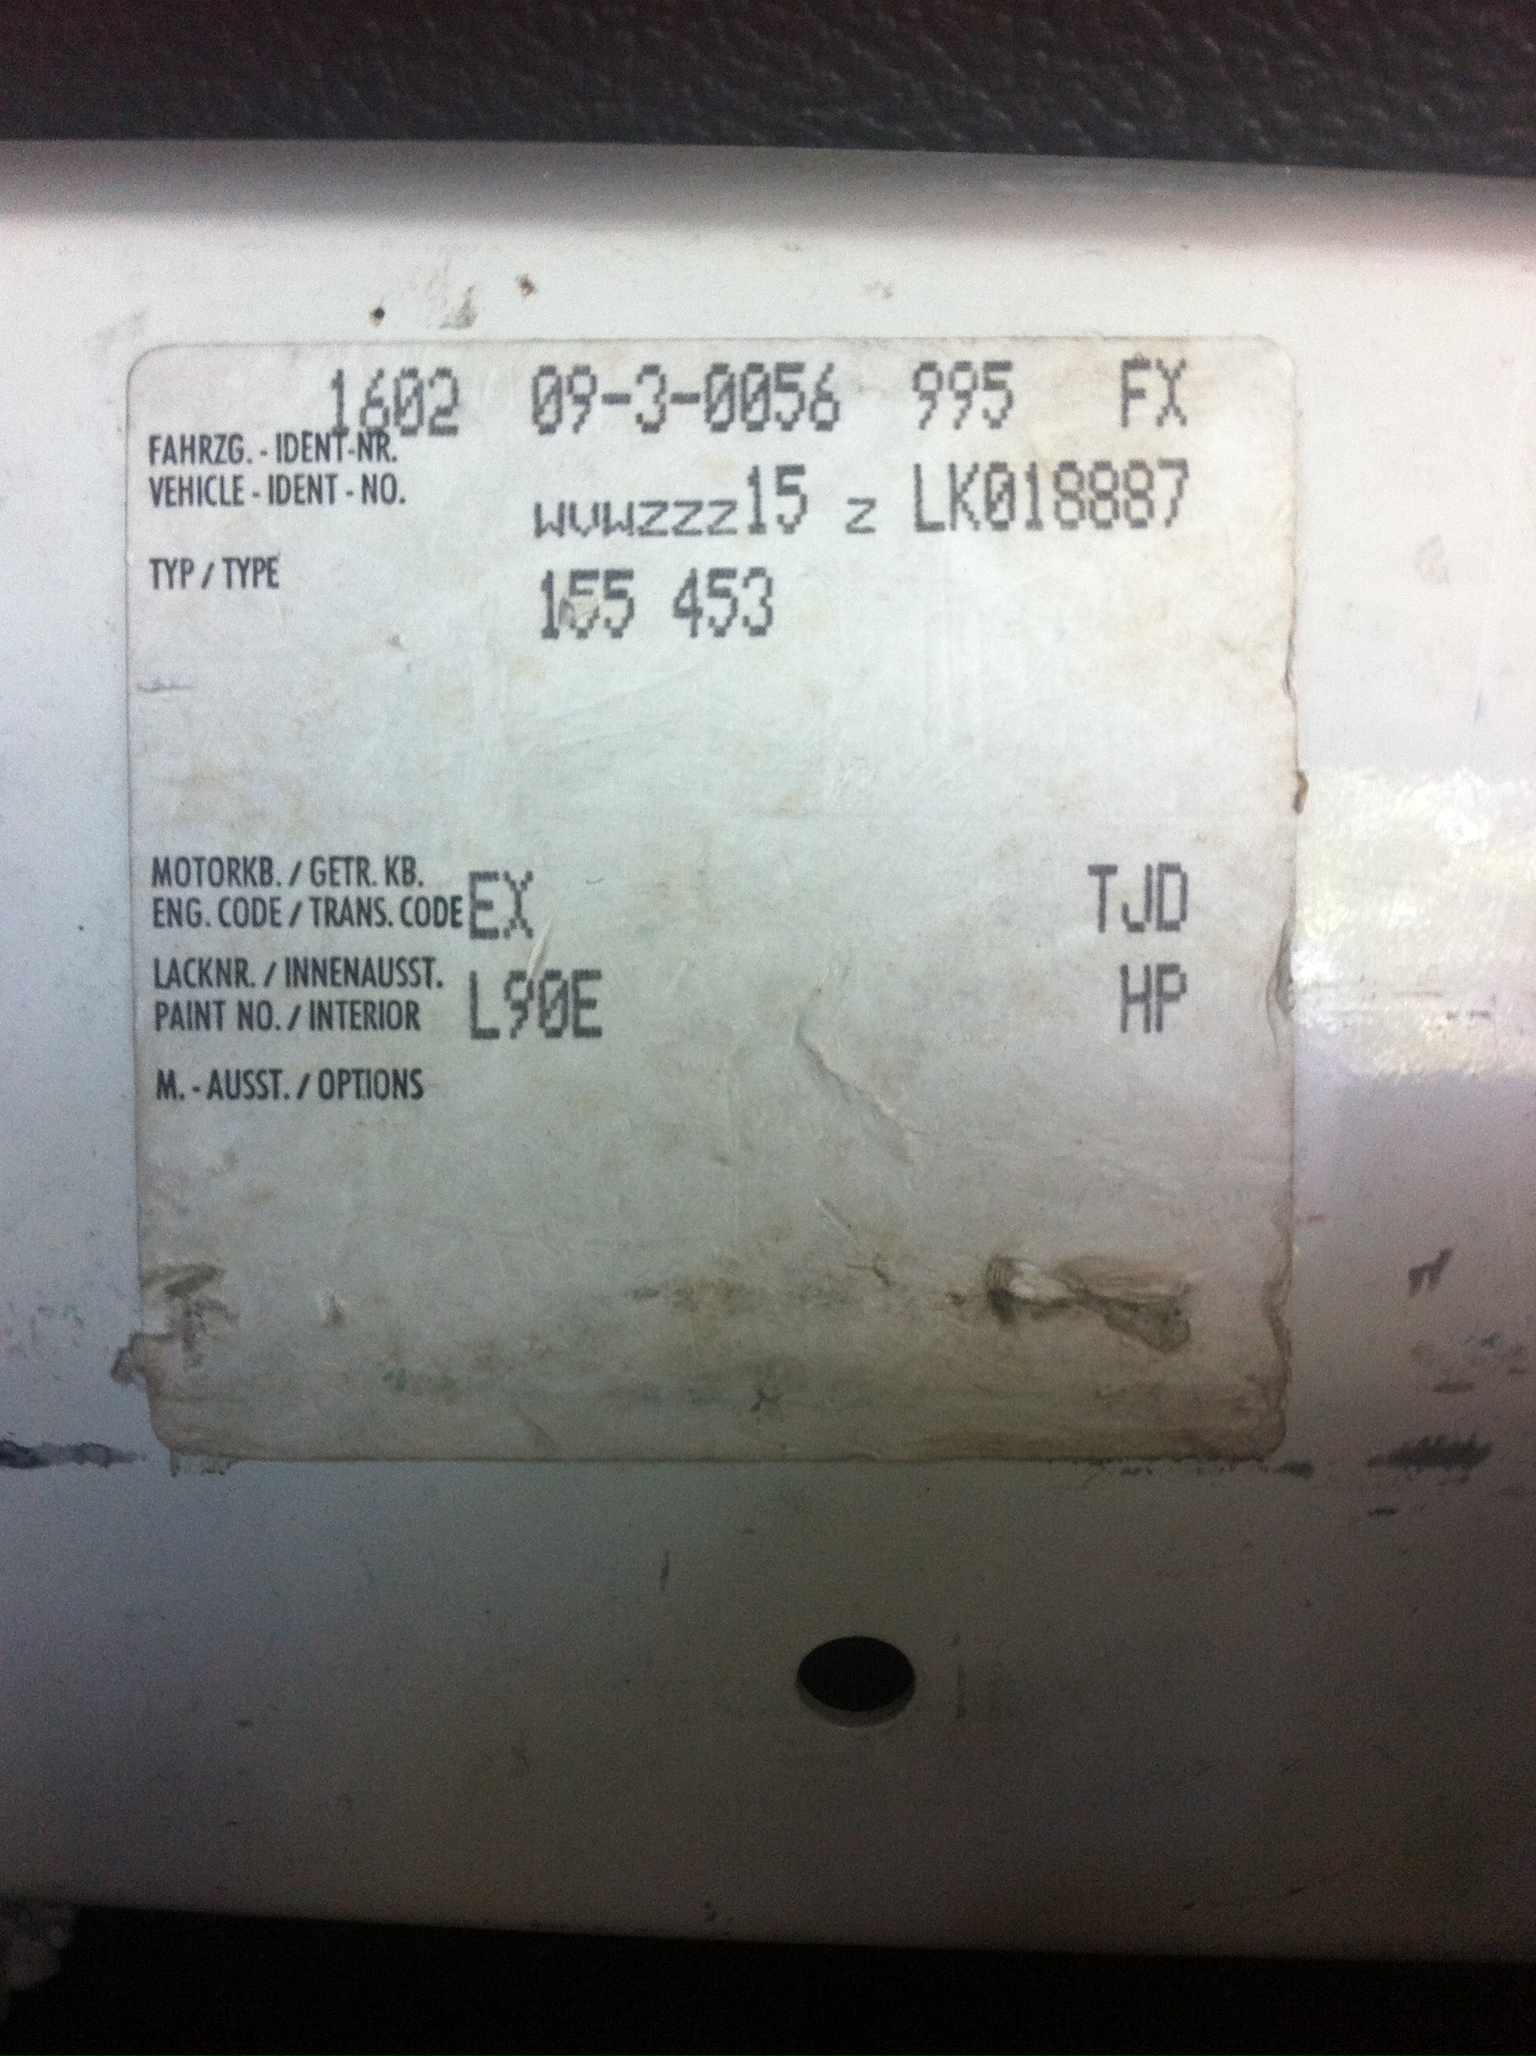 1602 09-3-0056 995 FX
FAHRZG. - IDENT-NR.
VEHICLE - IDENT - NO. WVWZZZ15 Z LK018887
TYP / TYPE 155 453
MOTORKB. / GETR. KB.
ENG. CODE / TRANS. CODE EX TJD
LACKNR. / INNENAUSST.
PAINT NO. / INTERIOR L90E HP
M. - AUSST. / OPTIONS